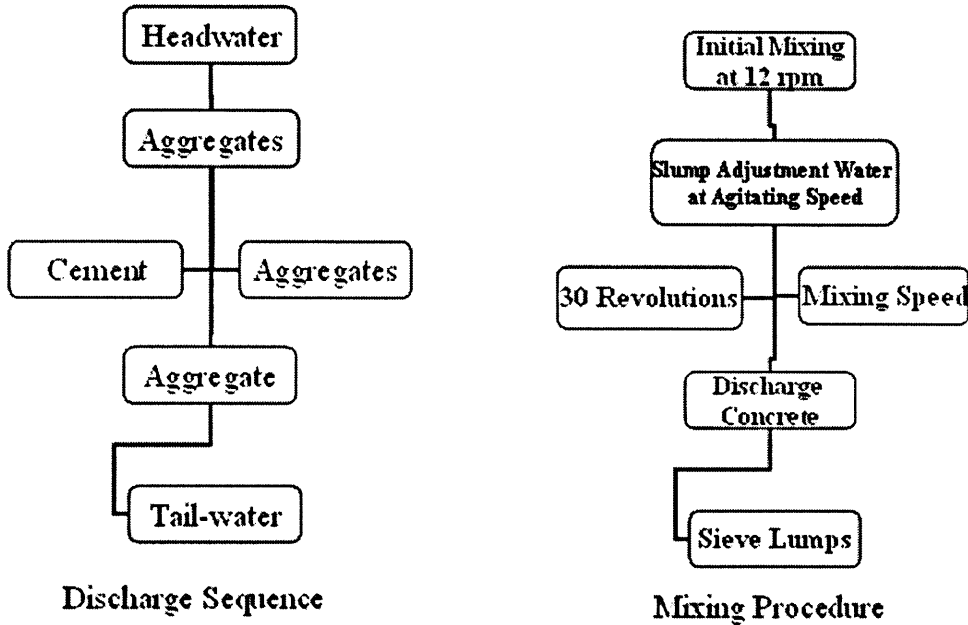 Headwater
Aggregates
Cement
Aggregates
Aggregate
Tail-water
Discharge Sequence
Initial Mixing
at 12 rpm
Slump Adjustment Water
at Agitating Speed
30 Revolutions
Mixing Speed
Discharge
Concrete
Sieve Lumps
Mixing Procedure